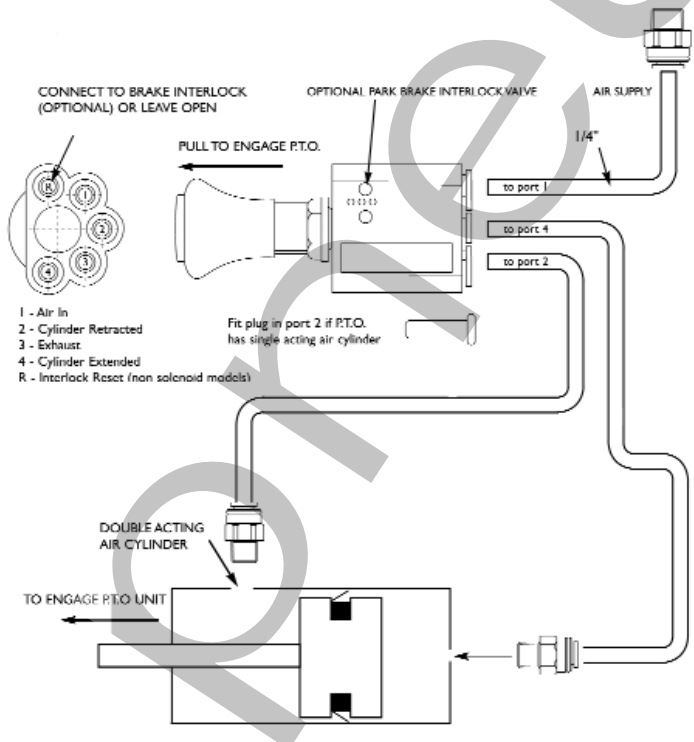 CONNECT TO BRAKE INTERLOCK
(OPTIONAL) OR LEAVE OPEN
OPTIONAL PARK BRAKE INTERLOCK VALVE
AIR SUPPLY
1/4"
PULL TO ENGAGE P.T.O.
R
1
2
3
4
to port 1
to port 4
to port 2
1 - Air In
2 - Cylinder Retracted
3 - Exhaust
4 - Cylinder Extended
R - Interlock Reset (non solenoid models)
Fit plug in port 2 if P.T.O.
has single acting air cylinder
DOUBLE ACTING
AIR CYLINDER
TO ENGAGE P.T.O UNIT